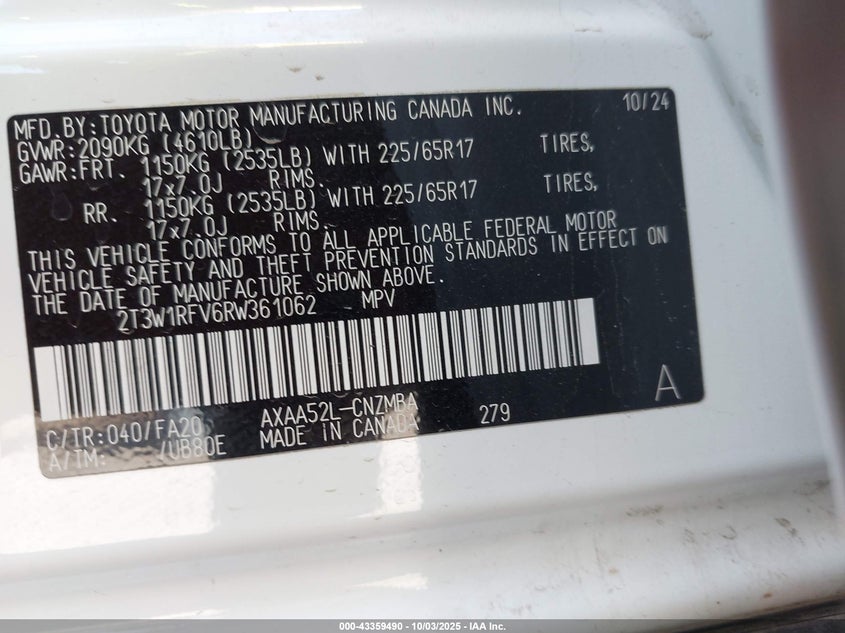 MFD.BY:TOYOTA MOTOR MANUFACTURING CANADA INC. 10/24
GVWR:2090KG (4610LB)
GAWR:FRT. 1150KG (2535LB) WITH 225/65R17 TIRES,
17x7.0J RIMS.
RR. 1150KG (2535LB) WITH 225/65R17 TIRES,
17x7.0J RIMS.
THIS VEHICLE CONFORMS TO ALL APPLICABLE FEDERAL MOTOR
VEHICLE SAFETY AND THEFT PREVENTION STANDARDS IN EFFECT ON
THE DATE OF MANUFACTURE SHOWN ABOVE.
2T3W1RFV6RW361062 MPV
A
C/TR:040/FA20 AXAA52L-CNZMBA 279
A/TM: /UB80E MADE IN CANADA
000-43359490 - 10/03/2025 - IAA Inc.